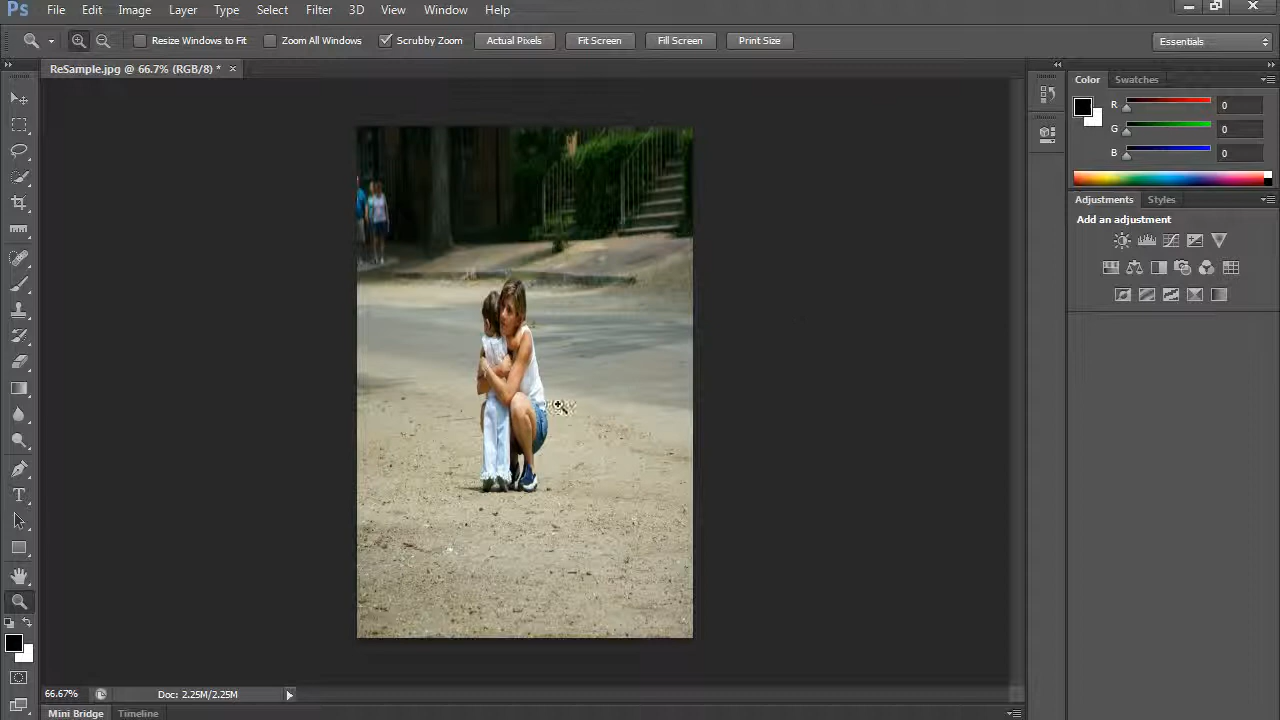 Ps File Edit Image Layer Type Select Filter 3D View Window Help
Resize Windows to Fit Zoom All Windows Scrubby Zoom Actual Pixels Fit Screen Fill Screen Print Size Essentials
ReSample.jpg @ 66.7% (RGB/8) * ×
Color Swatches
R 0
G 0
B 0
Adjustments Styles
Add an adjustment
T
66.67% Doc: 2.25M/2.25M
Mini Bridge Timeline